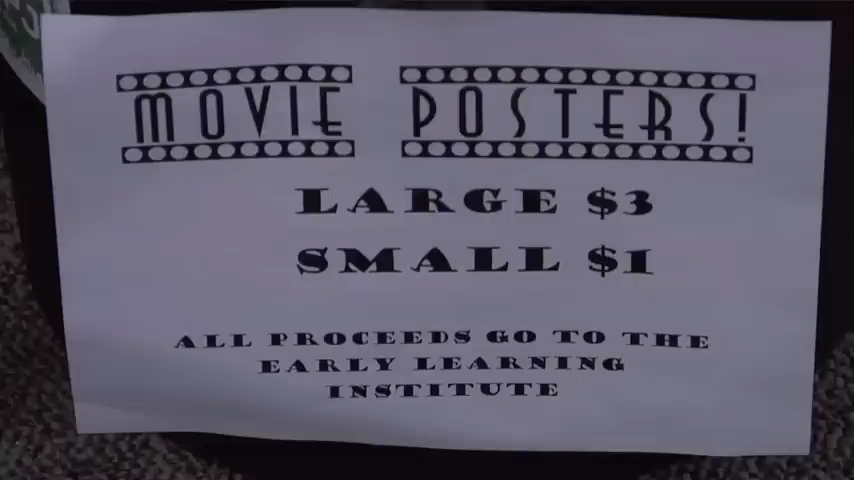 MOVIE POSTERS!
LARGE $3
SMALL $1
ALL PROCEEDS GO TO THE
EARLY LEARNING
INSTITUTE